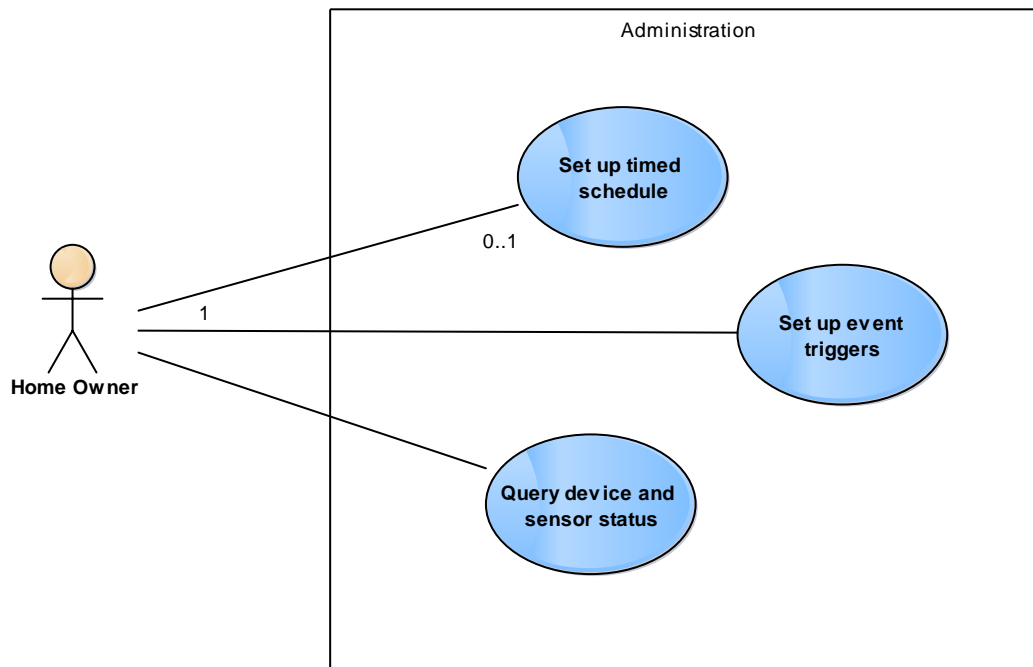 Administration
Set up timed
schedule
0..1
1
Set up event
triggers
Home Owner
Query device and
sensor status